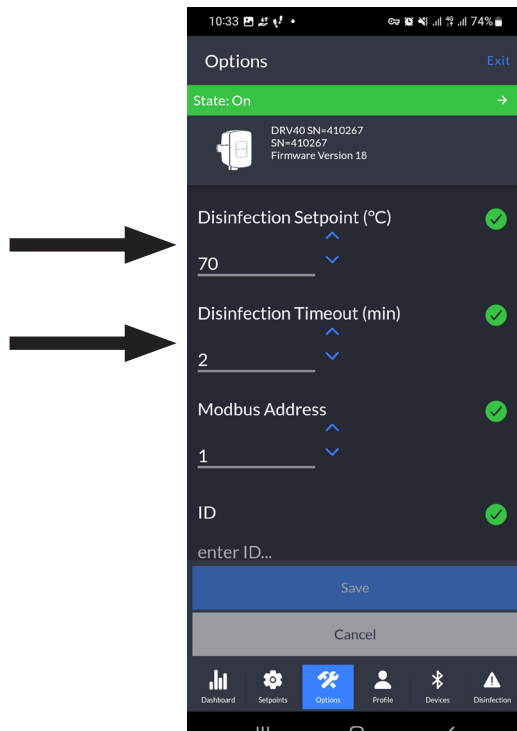 10:33
4G
74%
Options
Exit
State: On
DRV40 SN=410267
SN=410267
Firmware Version 18
Disinfection Setpoint (°C)
70
Disinfection Timeout (min)
2
Modbus Address
1
ID
enter ID...
Save
Cancel
Dashboard Setpoints Options Profile Devices Disinfection